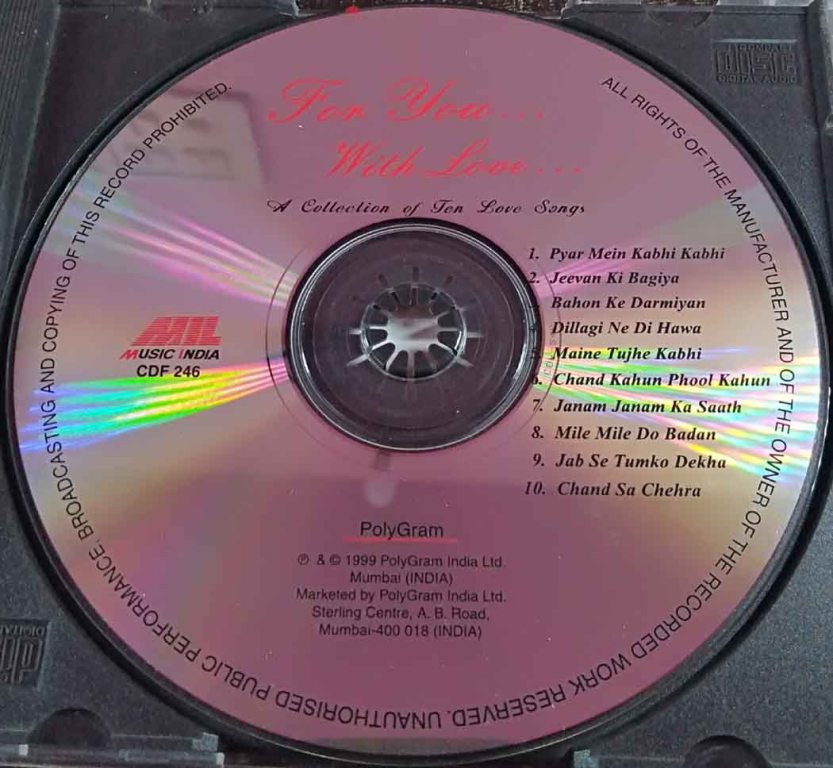 For You...
With Love...
A Collection of Ten Love Songs
1. Pyar Mein Kabhi Kabhi
2. Jeevan Ki Bagiya
Bahon Ke Darmiyan
Dillagi Ne Di Hawa
5. Maine Tujhe Kabhi
6. Chand Kahun Phool Kahun
7. Janam Janam Ka Saath
8. Mile Mile Do Badan
9. Jab Se Tumko Dekha
10. Chand Sa Chehra
MIL
MUSIC INDIA
CDF 246
PolyGram
℗ & © 1999 PolyGram India Ltd.
Mumbai (INDIA)
Marketed by PolyGram India Ltd.
Sterling Centre, A. B. Road,
Mumbai-400 018 (INDIA)
ALL RIGHTS OF THE MANUFACTURER AND OF THE OWNER OF THE RECORDED WORK RESERVED. UNAUTHORISED PUBLIC PERFORMANCE, BROADCASTING AND COPYING OF THIS RECORD PROHIBITED.
COMPACT
disc
DIGITAL AUDIO